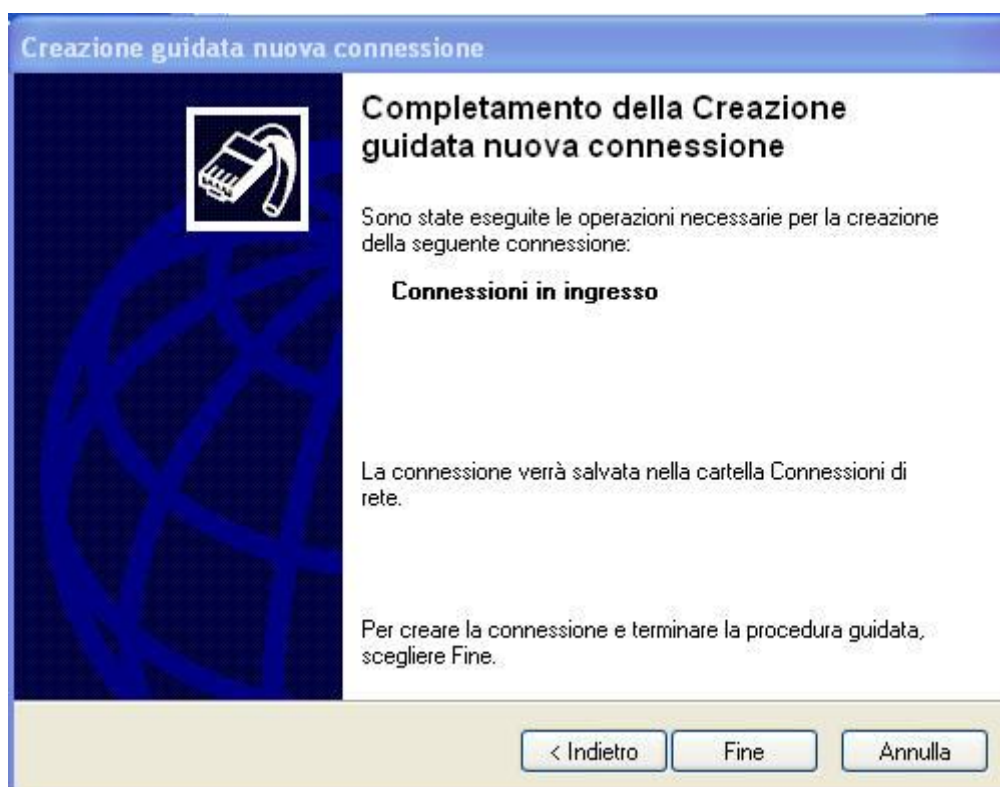 Creazione guidata nuova connessione
Completamento della Creazione
guidata nuova connessione
Sono state eseguite le operazioni necessarie per la creazione
della seguente connessione:
Connessioni in ingresso
La connessione verrà salvata nella cartella Connessioni di
rete.
Per creare la connessione e terminare la procedura guidata,
scegliere Fine.
< Indietro
Fine
Annulla